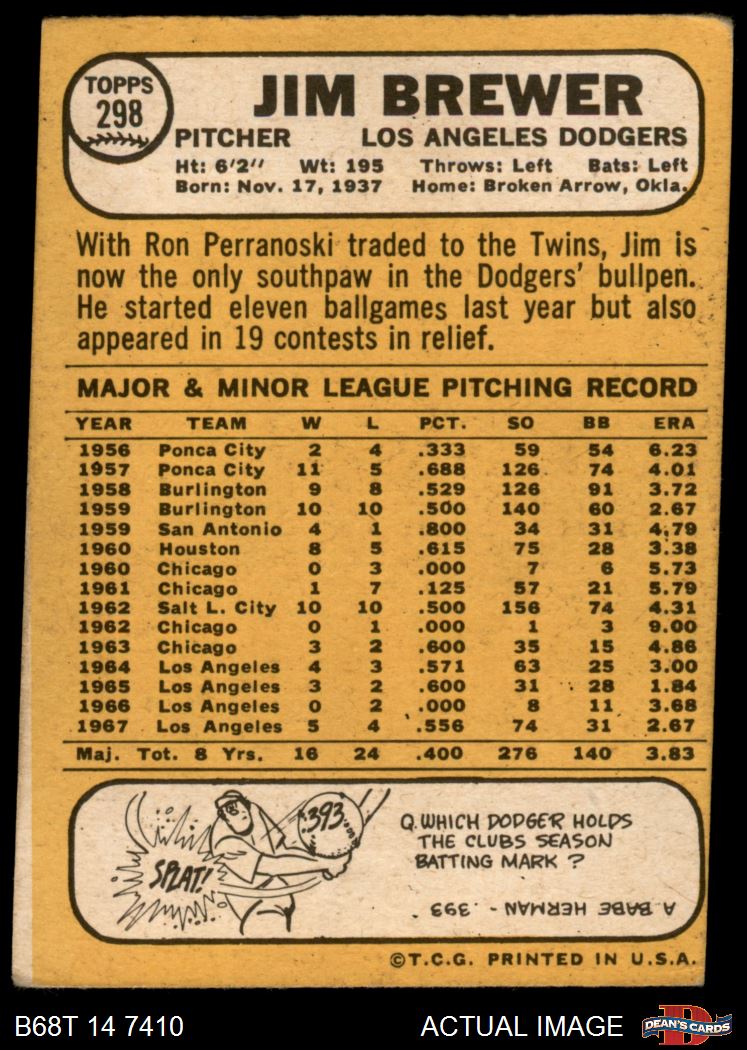 TOPPS
298
JIM BREWER
PITCHER LOS ANGELES DODGERS
Ht: 6'2" Wt: 195 Throws: Left Bats: Left
Born: Nov. 17, 1937 Home: Broken Arrow, Okla.
With Ron Perranoski traded to the Twins, Jim is
now the only southpaw in the Dodgers' bullpen.
He started eleven ballgames last year but also
appeared in 19 contests in relief.
MAJOR & MINOR LEAGUE PITCHING RECORD
YEAR TEAM W L PCT. SO BB ERA
1956 Ponca City 2 4 .333 59 54 6.23
1957 Ponca City 11 5 .688 126 74 4.01
1958 Burlington 9 8 .529 126 91 3.72
1959 Burlington 10 10 .500 140 60 2.67
1959 San Antonio 4 1 .800 34 31 4.79
1960 Houston 8 5 .615 75 28 3.38
1960 Chicago 0 3 .000 7 6 5.73
1961 Chicago 1 7 .125 57 21 5.79
1962 Salt L. City 10 10 .500 156 74 4.31
1962 Chicago 0 1 .000 1 3 9.00
1963 Chicago 3 2 .600 35 15 4.86
1964 Los Angeles 4 3 .571 63 25 3.00
1965 Los Angeles 3 2 .600 31 28 1.84
1966 Los Angeles 0 2 .000 8 11 3.68
1967 Los Angeles 5 4 .556 74 31 2.67
Maj. Tot. 8 Yrs. 16 24 .400 276 140 3.83
.393
SPLAT!
Q. WHICH DODGER HOLDS
THE CLUBS SEASON
BATTING MARK ?
A. BABE HERMAN - .393
©T.C.G. PRINTED IN U.S.A.
B68T 14 7410 ACTUAL IMAGE DEAN'S CARDS